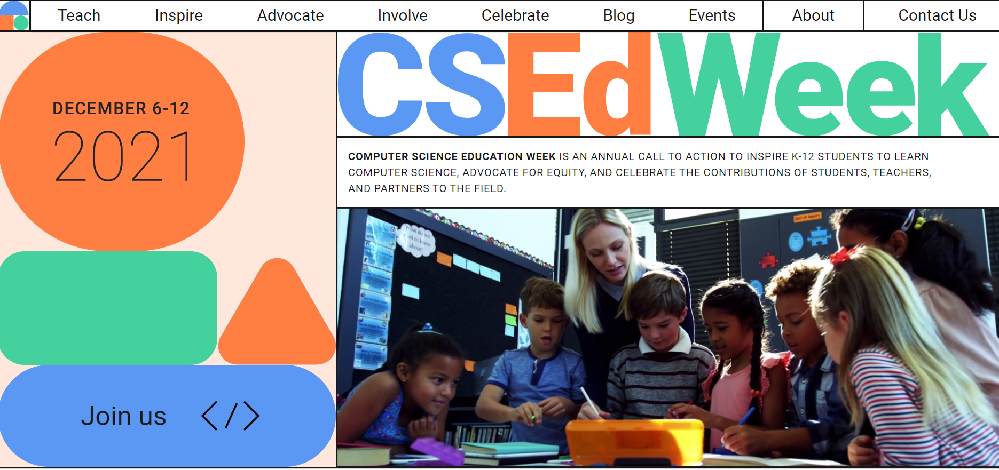 Teach Inspire Advocate Involve Celebrate Blog Events About Contact Us
DECEMBER 6-12
2021
Join us </>
CSEdWeek
COMPUTER SCIENCE EDUCATION WEEK IS AN ANNUAL CALL TO ACTION TO INSPIRE K-12 STUDENTS TO LEARN
COMPUTER SCIENCE, ADVOCATE FOR EQUITY, AND CELEBRATE THE CONTRIBUTIONS OF STUDENTS, TEACHERS,
AND PARTNERS TO THE FIELD.
What do we
want to know
about?
Unit of Inquiry